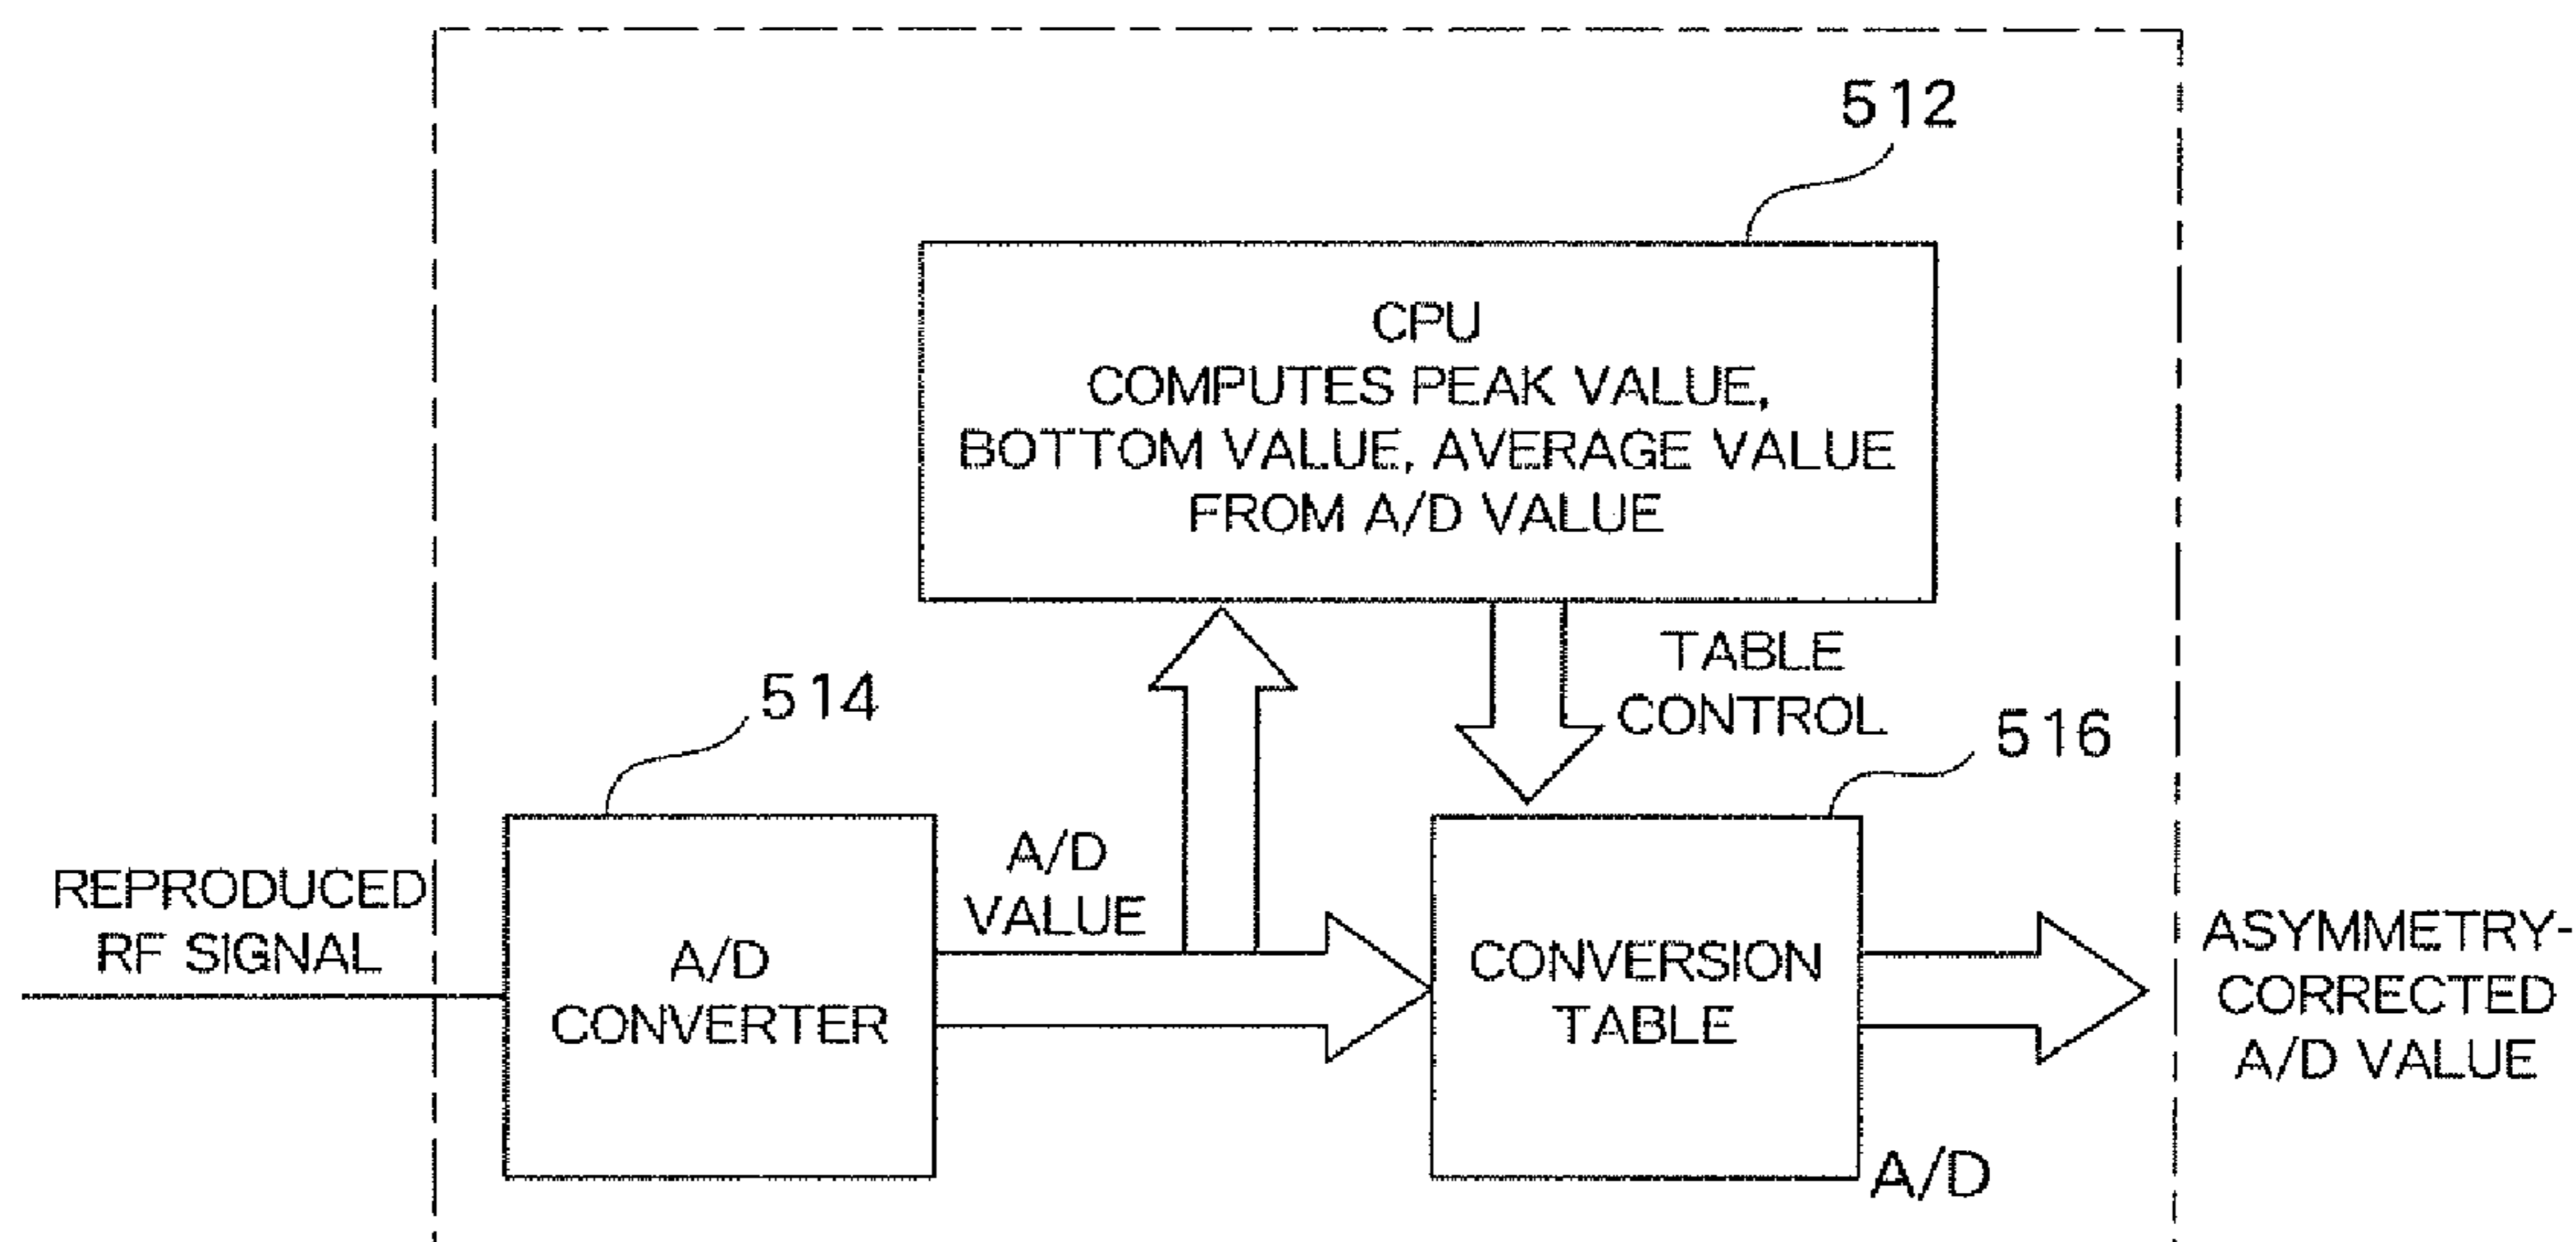 512
CPU
COMPUTES PEAK VALUE,
BOTTOM VALUE, AVERAGE VALUE
FROM A/D VALUE
TABLE
CONTROL
514
516
REPRODUCED
RF SIGNAL
A/D
CONVERTER
A/D
VALUE
CONVERSION
TABLE
A/D
ASYMMETRY-
CORRECTED
A/D VALUE